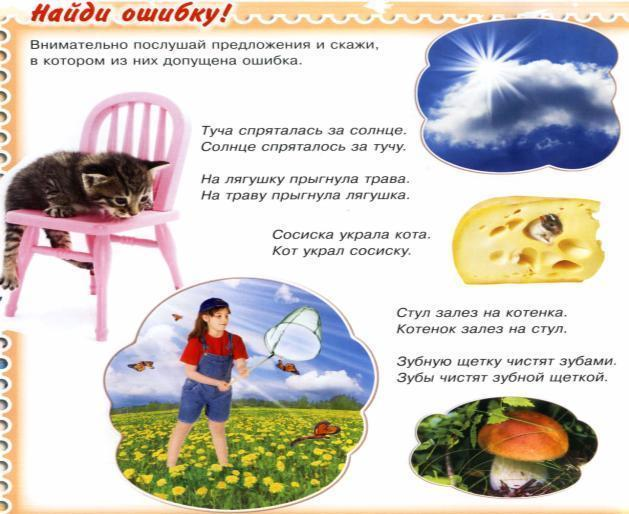 Найди ошибку!
Внимательно послушай предложения и скажи,
в котором из них допущена ошибка.
Туча спряталась за солнце.
Солнце спряталось за тучу.
На лягушку прыгнула трава.
На траву прыгнула лягушка.
Сосиска украла кота.
Кот украл сосиску.
Стул залез на котенка.
Котенок залез на стул.
Зубную щетку чистят зубами.
Зубы чистят зубной щеткой.